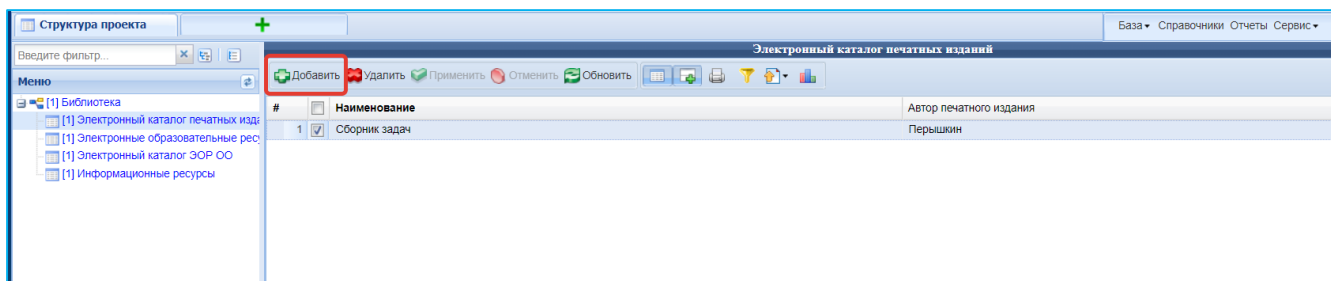 Структура проекта
База Справочники Отчеты Сервис
Введите фильтр...
Электронный каталог печатных изданий
Меню
Добавить Удалить Применить Отменить Обновить
[1] Библиотека
[1] Электронный каталог печатных изда
[1] Электронные образовательные рес
[1] Электронный каталог ЭОР ОО
[1] Информационные ресурсы
# Наименование Автор печатного издания
1 Сборник задач Перышкин